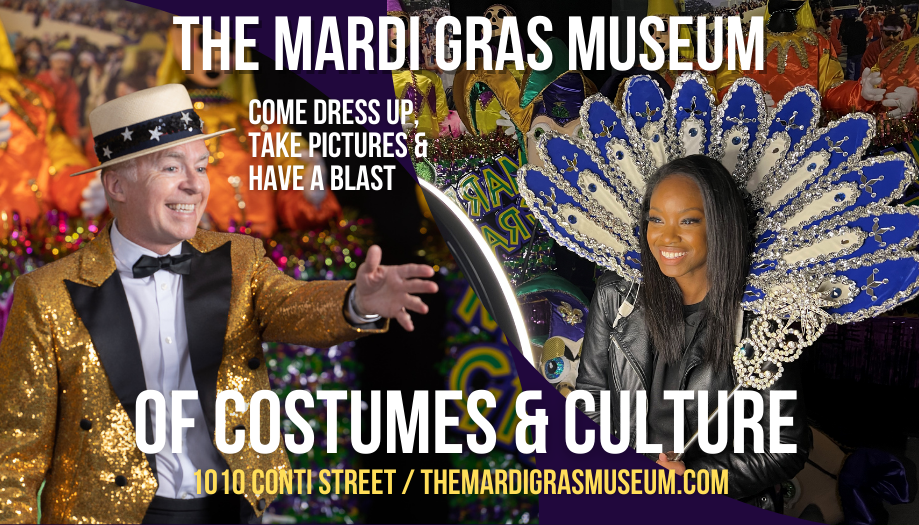 THE MARDI GRAS MUSEUM
COME DRESS UP,
TAKE PICTURES &
HAVE A BLAST
OF COSTUMES & CULTURE
1010 CONTI STREET / THEMARDIGRASMUSEUM.COM